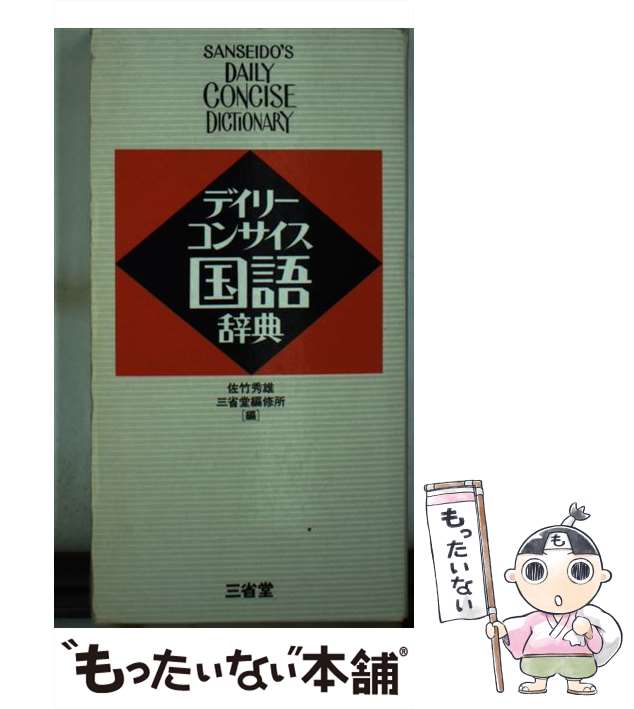 SANSEIDO'S
DAILY
CONCISE
DICTIONARY
デイリー
コンサイス
国語
辞典
佐竹秀雄
三省堂編修所
[編]
三省堂
"もったいない"本舗®
もったいない
も